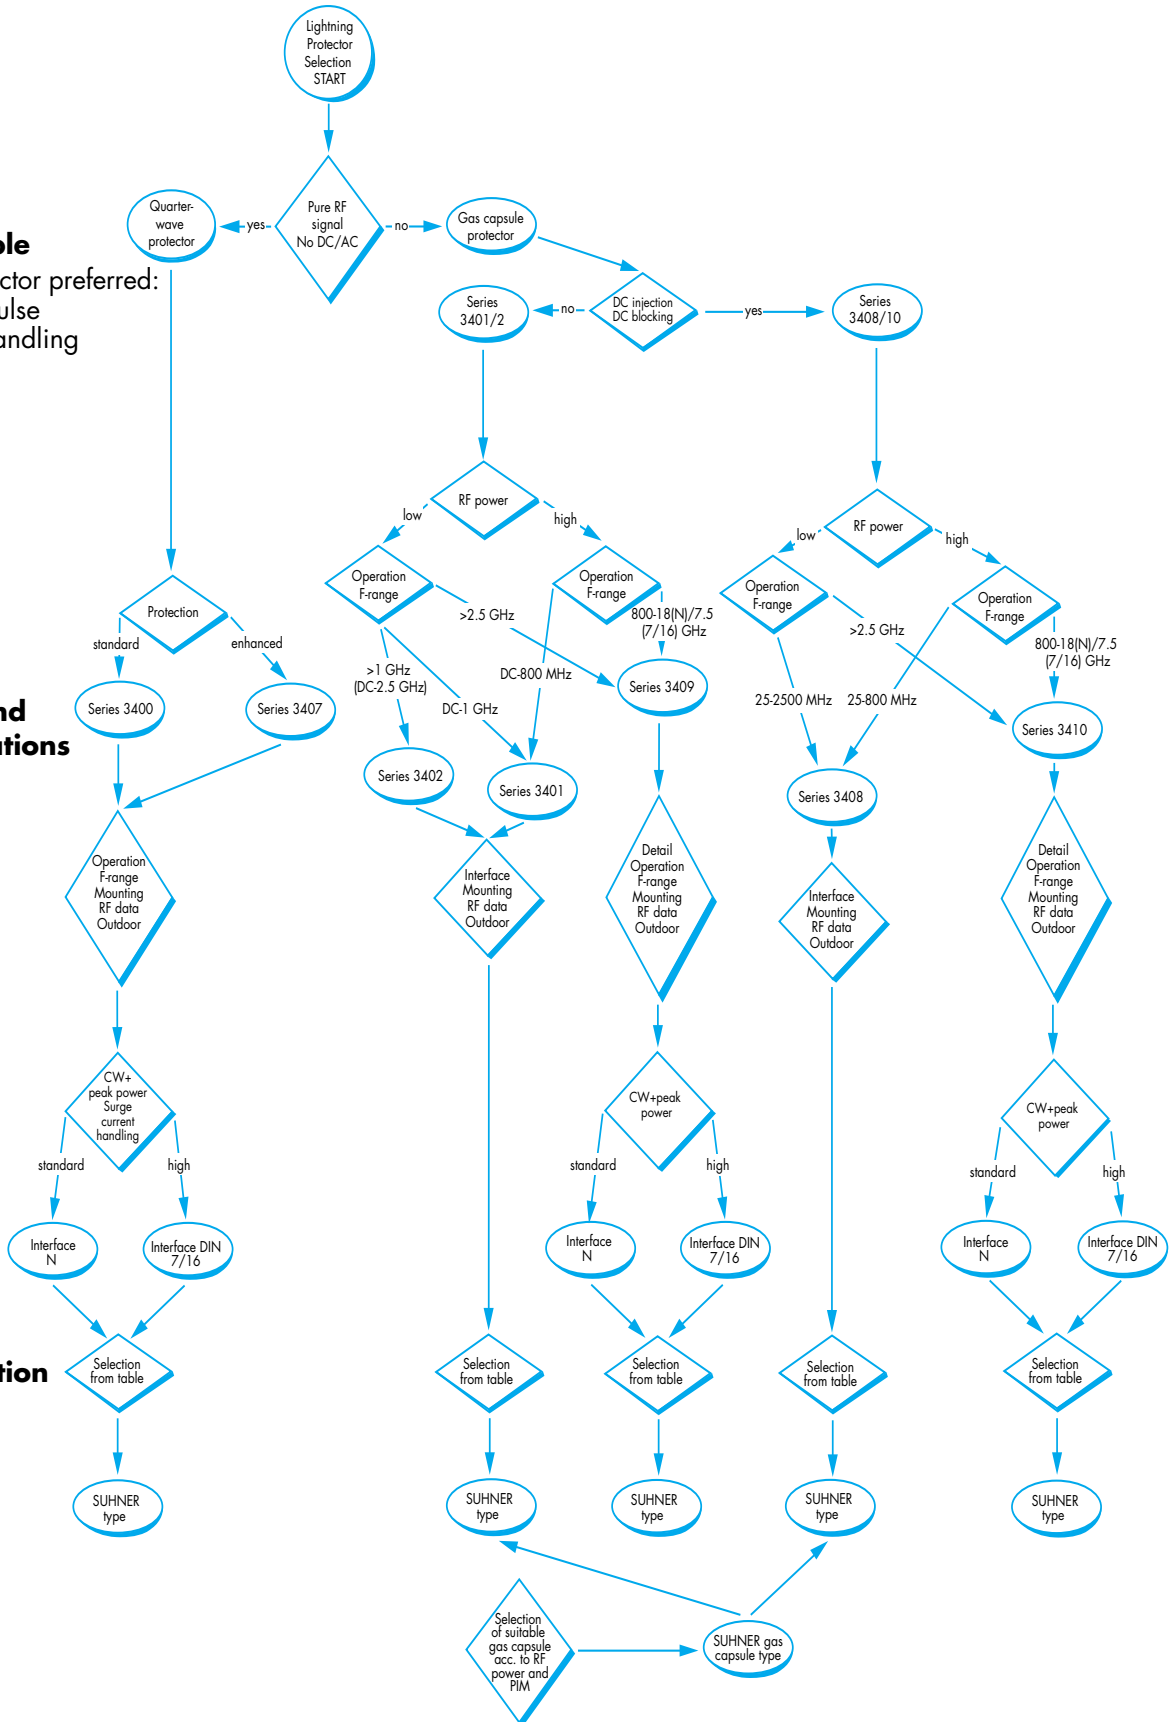 Lightning
Protector
Selection
START
Quarter-
wave
protector
yes
Pure RF
signal
No DC/AC
no
Gas capsule
protector
ole
ctor preferred:
ulse
andling
Series
3401/2
no
DC injection
DC blocking
yes
Series
3408/10
RF power
low
high
RF power
low
high
Operation
F-range
Operation
F-range
Operation
F-range
Operation
F-range
Protection
standard
enhanced
>2.5 GHz
800-18(N)/7.5
(7/16) GHz
>2.5 GHz
800-18(N)/7.5
(7/16) GHz
>1 GHz
(DC-2.5 GHz)
DC-800 MHz
DC-1 GHz
25-2500 MHz
25-800 MHz
nd
ations
Series 3400
Series 3407
Series 3409
Series 3410
Series 3402
Series 3401
Series 3408
Operation
F-range
Mounting
RF data
Outdoor
Interface
Mounting
RF data
Outdoor
Detail
Operation
F-range
Mounting
RF data
Outdoor
Interface
Mounting
RF data
Outdoor
Detail
Operation
F-range
Mounting
RF data
Outdoor
CW+
peak power
Surge
current
handling
CW+peak
power
CW+peak
power
standard
high
standard
high
standard
high
Interface
N
Interface DIN
7/16
Interface
N
Interface DIN
7/16
Interface
N
Interface DIN
7/16
tion
Selection
from table
Selection
from table
Selection
from table
Selection
from table
Selection
from table
SUHNER
type
SUHNER
type
SUHNER
type
SUHNER
type
SUHNER
type
Selection
of suitable
gas capsule
acc. to RF
power and
PIM
SUHNER gas
capsule type